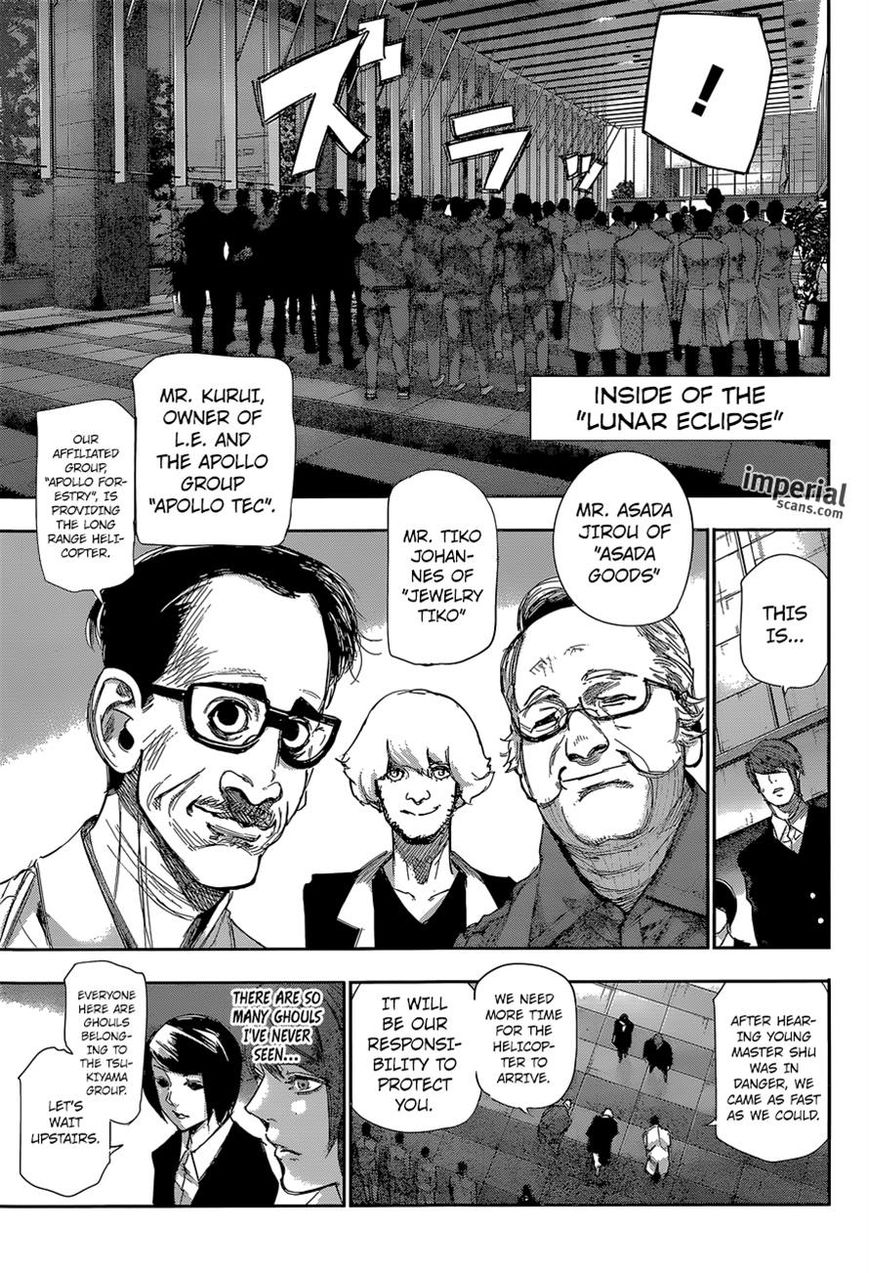 !
ズラッ!
INSIDE OF THE
"LUNAR ECLIPSE"
imperial
scans.com
THIS
IS...
MR. ASADA
JIROU OF
"ASADA
GOODS"
MR. TIKO
JOHAN-
NES OF
"JEWELRY
TIKO"
MR. KURUI,
OWNER OF
L.E. AND
THE APOLLO
GROUP
"APOLLO TEC".
OUR
AFFILIATED
GROUP,
"APOLLO FOR-
ESTRY", IS
PROVIDING
THE LONG
RANGE HELI-
COPTER.
AFTER HEAR-
ING YOUNG
MASTER SHU
WAS IN
DANGER, WE
CAME AS FAST
AS WE COULD.
WE NEED
MORE TIME
FOR THE
HELICOP-
TER TO
ARRIVE.
IT WILL
BE OUR
RESPONSI-
BILITY TO
PROTECT
YOU.
THERE ARE SO
MANY GHOULS
I'VE NEVER
SEEN...
EVERYONE
HERE ARE
GHOULS
BELONG-
ING TO
THE TSU-
KIYAMA
GROUP.
LET'S
WAIT
UPSTAIRS.